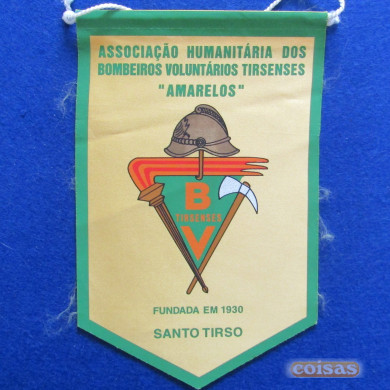 ASSOCIAÇÃO HUMANITÁRIA DOS
BOMBEIROS VOLUNTÁRIOS TIRSENSES
"AMARELOS"
B
TIRSENSES
V
FUNDADA EM 1930
SANTO TIRSO
coisas